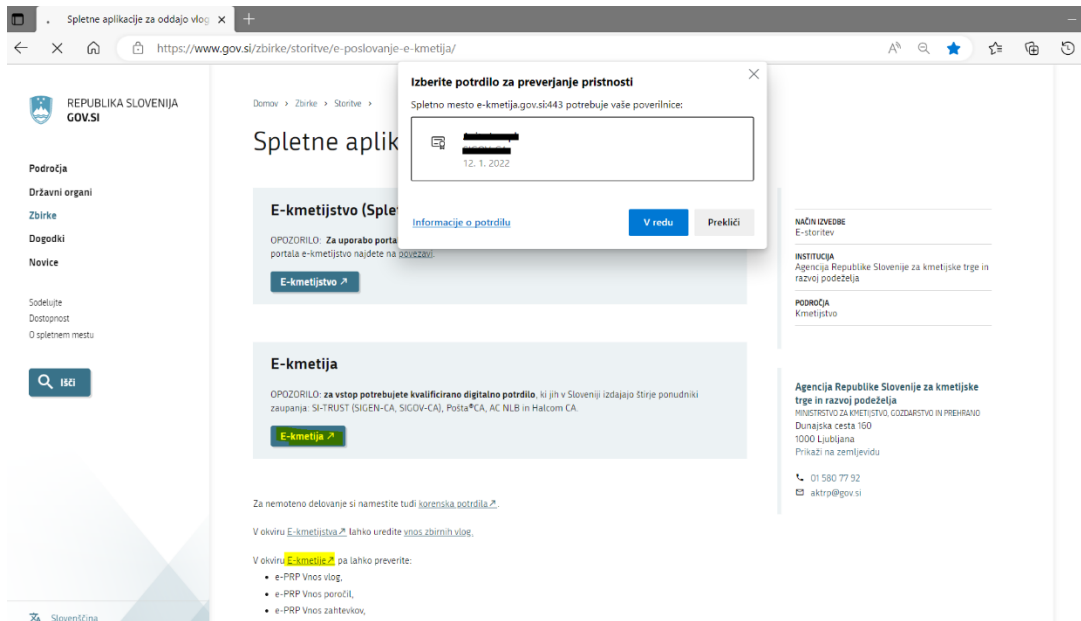 Spletne aplikacije za oddajo vlog
https://www.gov.si/zbirke/storitve/e-poslovanje-e-kmetija/
REPUBLIKA SLOVENIJA
GOV.SI
Področja
Državni organi
Zbirke
Dogodki
Novice
Sodelujte
Dostopnost
O spletnem mestu
Išči
Slovenščina
Domov > Zbirke > Storitve >
Spletne aplik
Izberite potrdilo za preverjanje pristnosti
Spletno mesto e-kmetija.gov.si:443 potrebuje vaše poverilnice:
12. 1. 2022
Informacije o potrdilu
V redu
Prekliči
E-kmetijstvo (Splet
OPOZORILO: Za uporabo porta
portala e-kmetijstvo najdete na povezavi.
E-kmetijstvo
E-kmetija
OPOZORILO: za vstop potrebujete kvalificirano digitalno potrdilo, ki jih v Sloveniji izdajajo štirje ponudniki
zaupanja: SI-TRUST (SIGEN-CA, SIGOV-CA), Pošta®CA, AC NLB in Halcom CA.
E-kmetija
Za nemoteno delovanje si namestite tudi korenska potrdila.
V okviru E-kmetijstva lahko uredite vnos zbirnih vlog.
V okviru E-kmetije pa lahko preverite:
• e-PRP Vnos vlog,
• e-PRP Vnos poročil,
• e-PRP Vnos zahtevkov,
NAČIN IZVEDBE
E-storitev
INSTITUCIJA
Agencija Republike Slovenije za kmetijske trge in
razvoj podeželja
PODROČJA
Kmetijstvo
Agencija Republike Slovenije za kmetijske
trge in razvoj podeželja
MINISTRSTVO ZA KMETIJSTVO, GOZDARSTVO IN PREHRANO
Dunajska cesta 160
1000 Ljubljana
Prikaži na zemljevidu
01 580 77 92
aktrp@gov.si